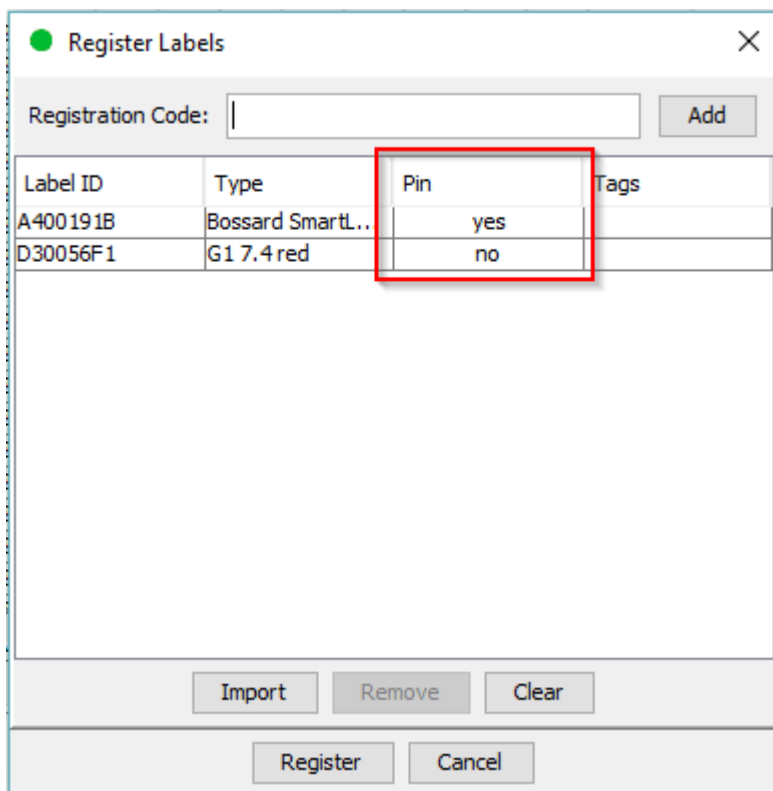 Register Labels
Registration Code: Add
Label ID Type Pin Tags
A400191B Bossard SmartL... yes
D30056F1 G1 7.4 red no
Import Remove Clear
Register Cancel